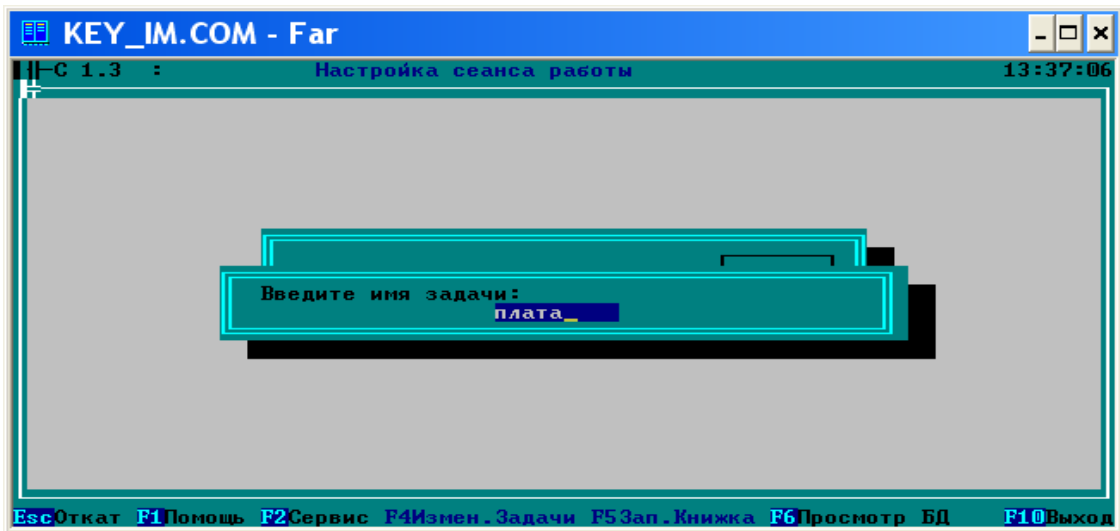 KEY_IM.COM - Far
С 1.3 : Настройка сеанса работы 13:37:06
Введите имя задачи:
плата_
EscОткат F1Помощь F2Сервис F4Измен.Задачи F5Зап.Книжка F6Просмотр БД F10Выход